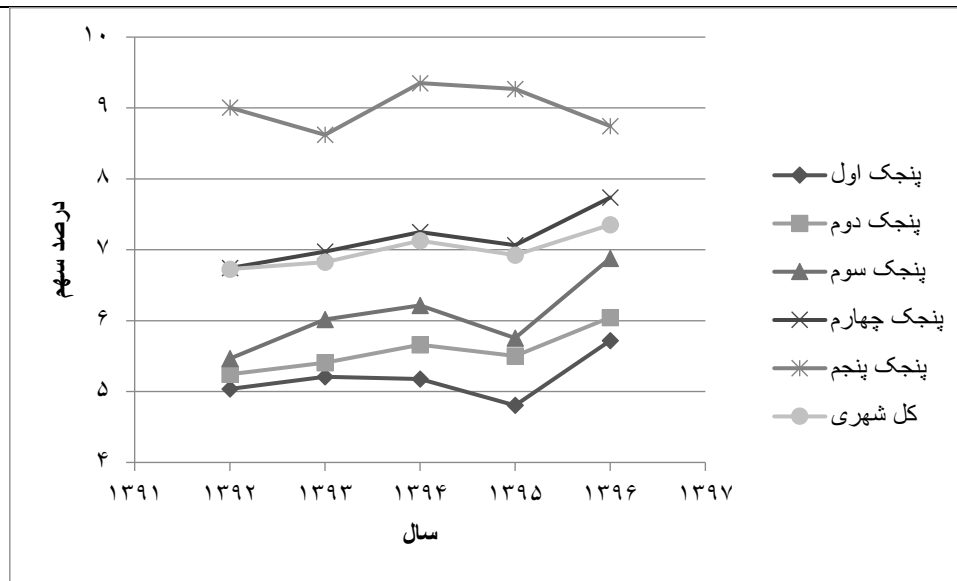 ۱۰
۹
۸
۷
۶
۵
۴
درصد سهم
۱۳۹۱ ۱۳۹۲ ۱۳۹۳ ۱۳۹۴ ۱۳۹۵ ۱۳۹۶ ۱۳۹۷
سال
پنجک اول
پنجک دوم
پنجک سوم
پنجک چهارم
پنجک پنجم
کل شهری